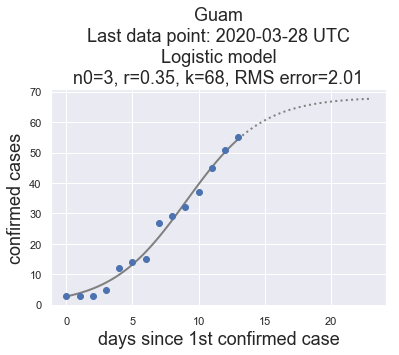 Guam
Last data point: 2020-03-28 UTC
Logistic model
n0=3, r=0.35, k=68, RMS error=2.01
70
60
50
40
30
20
10
0
confirmed cases
0 5 10 15 20
days since 1st confirmed case